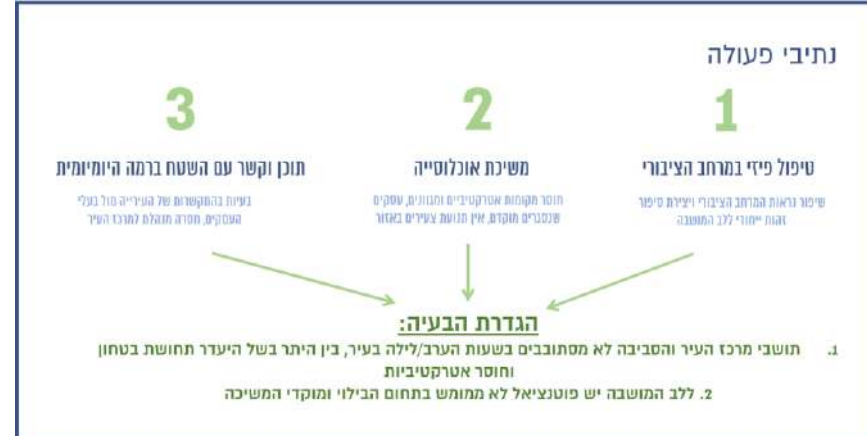 נתיבי פעולה
1
טיפול פיזי במרחב הציבורי
שיפור נראות המרחב הציבורי ויצירת סיפור
זהות ייחודי ללב המושבה
2
משיכת אוכלוסייה
חוסר מקומות אטרקטיביים ומגוונים, עסקים
שנסגרים מוקדם, אין תנועת צעירים באזור
3
תוכן וקשר עם השטח ברמה היומיומית
בעיות בהתקשרות של העירייה מול בעלי
העסקים, חסרה מנהלת למרכז העיר
הגדרת הבעיה:
1. תושבי מרכז העיר והסביבה לא מסתובבים בשעות הערב/לילה בעיר, בין היתר בשל היעדר תחושת בטחון
וחוסר אטרקטיביות
2. ללב המושבה יש פוטנציאל לא ממומש בתחום הבילוי ומוקדי המשיכה